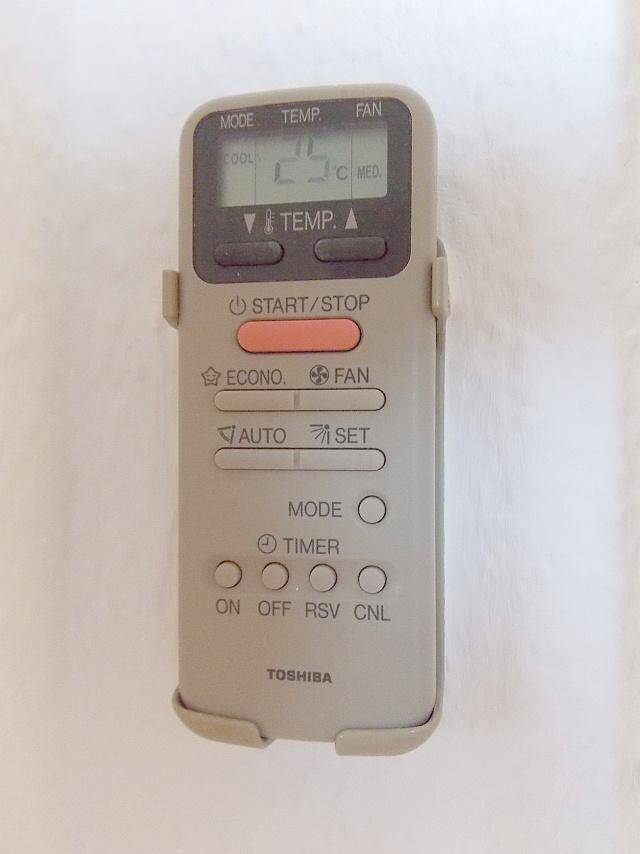 MODE TEMP. FAN
COOL 25 °C MED.
▼ TEMP. ▲
START/STOP
ECONO. FAN
AUTO SET
MODE
TIMER
ON OFF RSV CNL
TOSHIBA